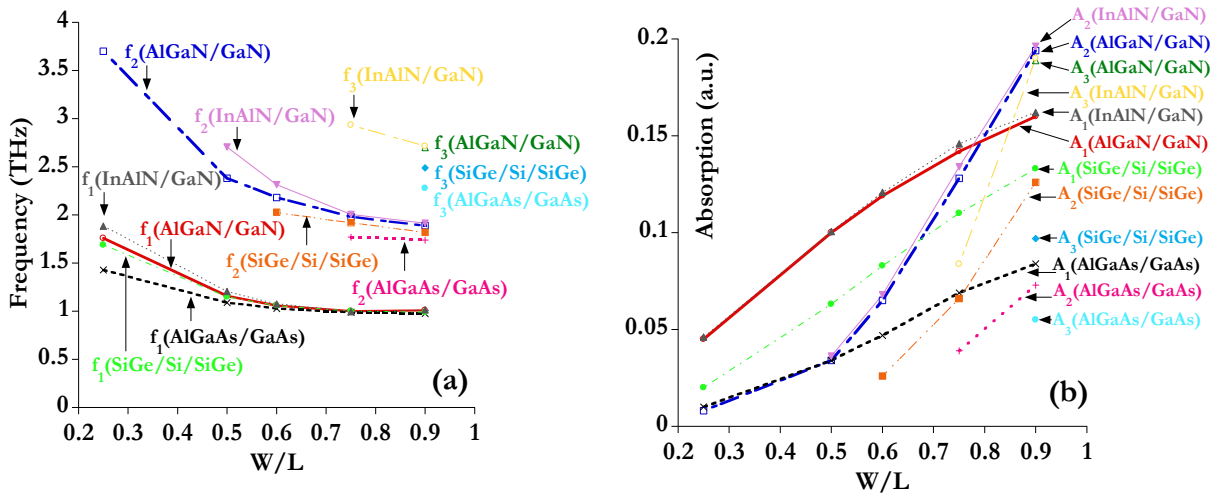 4
3.5
3
2.5
2
1.5
1
0.5
0
Frequency (THz)
f2(AlGaN/GaN)
f3(InAlN/GaN)
f2(InAlN/GaN)
f3(AlGaN/GaN)
f3(SiGe/Si/SiGe)
f3(AlGaAs/GaAs)
f1(InAlN/GaN)
f1(AlGaN/GaN)
f2(SiGe/Si/SiGe)
f2(AlGaAs/GaAs)
f1(AlGaAs/GaAs)
f1(SiGe/Si/SiGe)
(a)
0.2 0.3 0.4 0.5 0.6 0.7 0.8 0.9 1
W/L
0.2
0.15
0.1
0.05
0
Absorption (a.u.)
A2(InAlN/GaN)
A2(AlGaN/GaN)
A3(AlGaN/GaN)
A3(InAlN/GaN)
A1(InAlN/GaN)
A1(AlGaN/GaN)
A1(SiGe/Si/SiGe)
A2(SiGe/Si/SiGe)
A3(SiGe/Si/SiGe)
A1(AlGaAs/GaAs)
A2(AlGaAs/GaAs)
A3(AlGaAs/GaAs)
(b)
0.2 0.3 0.4 0.5 0.6 0.7 0.8 0.9 1
W/L